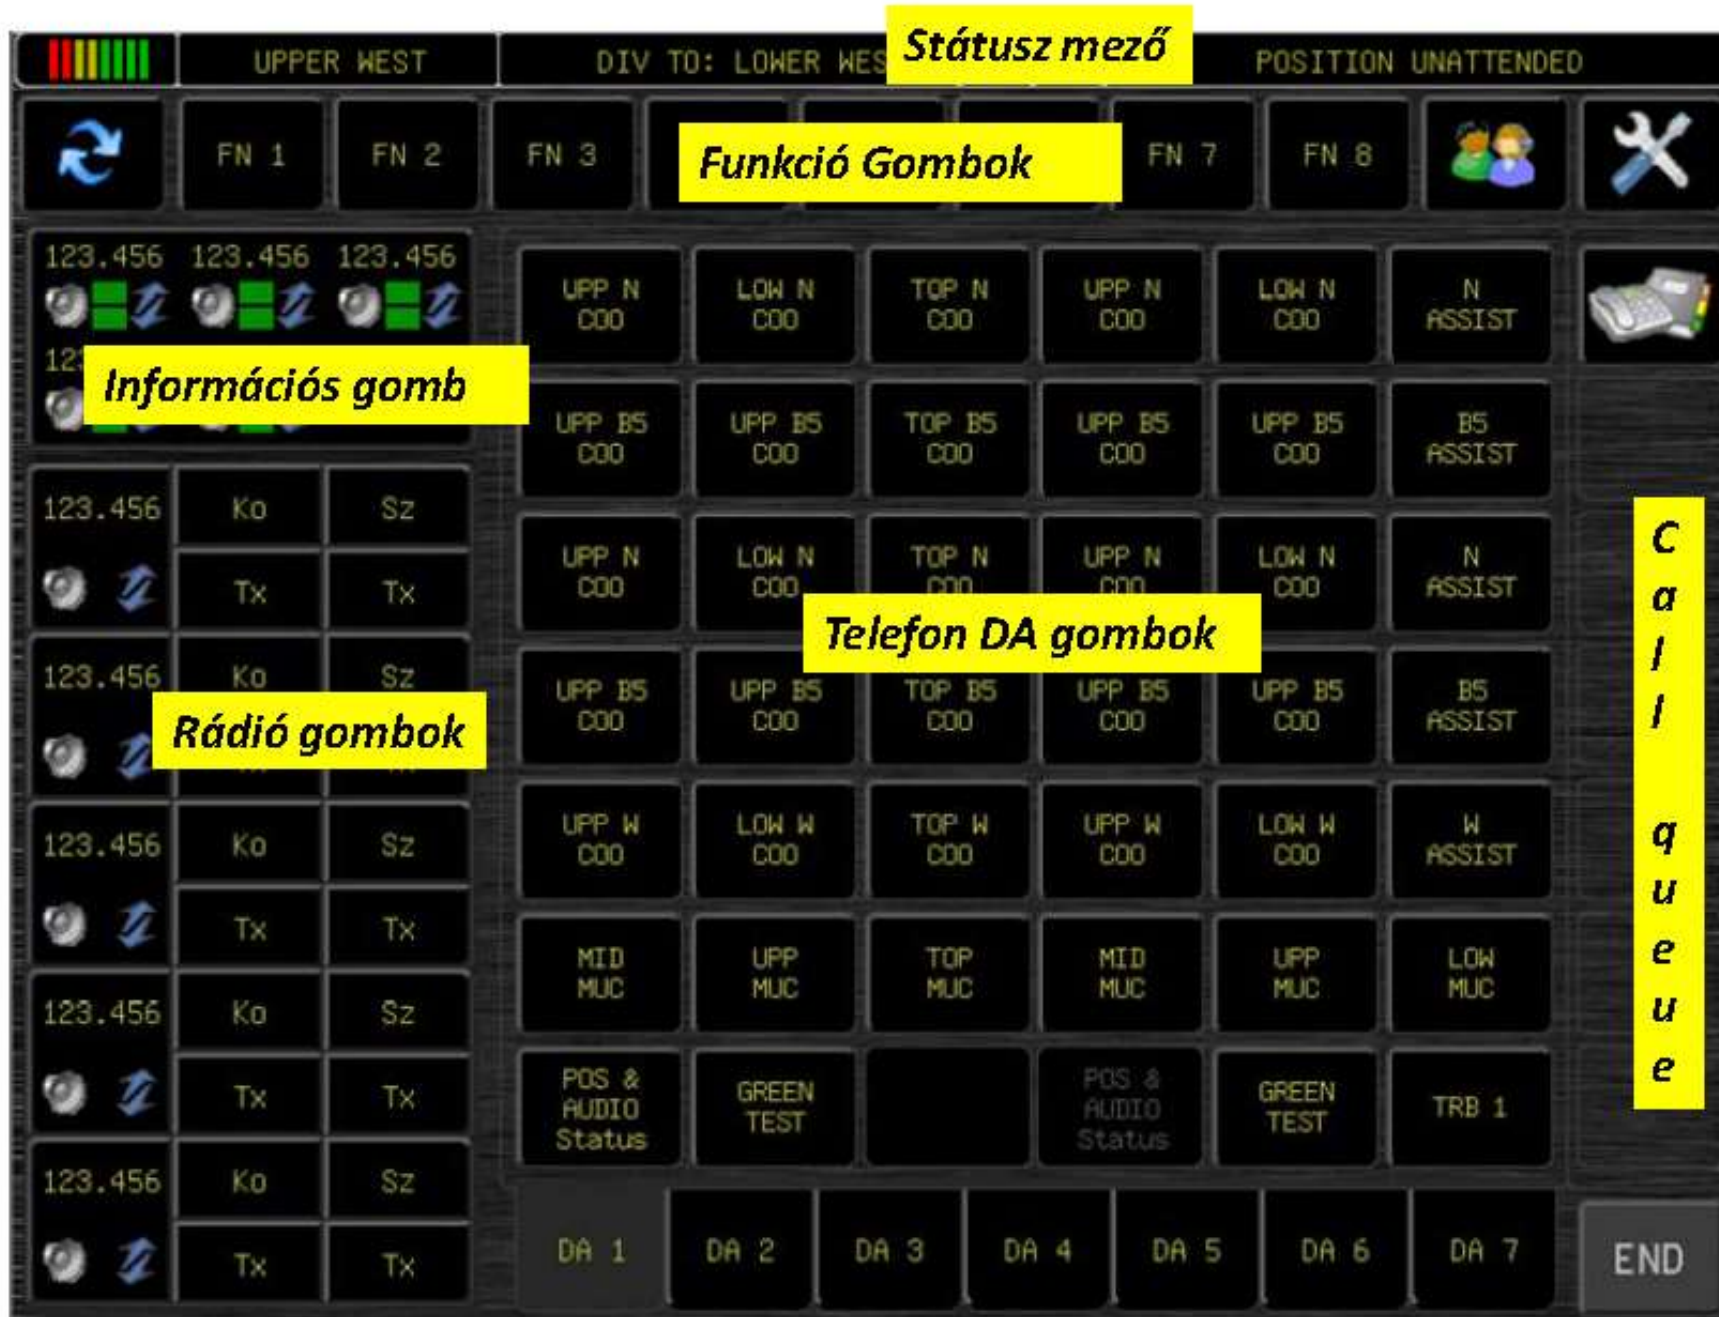 UPPER WEST
DIV TO: LOWER WES
Státusz mező
POSITION UNATTENDED
FN 1
FN 2
FN 3
Funkció Gombok
FN 7
FN 8
123.456 123.456 123.456
Információs gomb
UPP N
COO
LOW N
COO
TOP N
COO
UPP N
COO
LOW N
COO
N
ASSIST
UPP B5
COO
UPP B5
COO
TOP B5
COO
UPP B5
COO
UPP B5
COO
B5
ASSIST
UPP N
COO
LOW N
COO
TOP N
COO
UPP N
COO
LOW N
COO
N
ASSIST
Telefon DA gombok
UPP B5
COO
UPP B5
COO
TOP B5
COO
UPP B5
COO
UPP B5
COO
B5
ASSIST
UPP W
COO
LOW W
COO
TOP W
COO
UPP W
COO
LOW W
COO
W
ASSIST
MID
MUC
UPP
MUC
TOP
MUC
MID
MUC
UPP
MUC
LOW
MUC
POS &
AUDIO
Status
GREEN
TEST
POS &
AUDIO
Status
GREEN
TEST
TRB 1
123.456
Ko
Sz
Tx
Tx
123.456
Ko
Sz
Rádió gombok
123.456
Ko
Sz
Tx
Tx
123.456
Ko
Sz
Tx
Tx
123.456
Ko
Sz
Tx
Tx
DA 1
DA 2
DA 3
DA 4
DA 5
DA 6
DA 7
Call queue
END